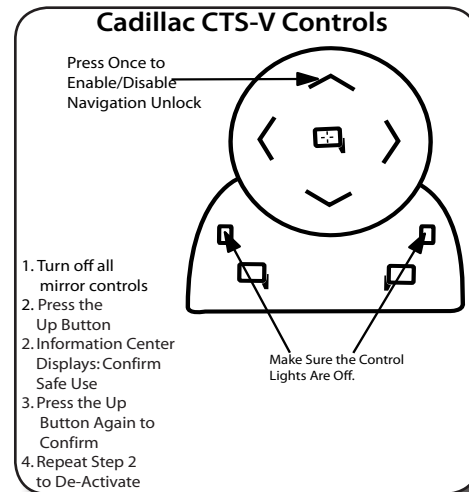 Cadillac CTS-V Controls
Press Once to
Enable/Disable
Navigation Unlock
1. Turn off all
mirror controls
2. Press the
Up Button
2. Information Center
Displays: Confirm
Safe Use
3. Press the Up
Button Again to
Confirm
4. Repeat Step 2
to De-Activate
Make Sure the Control
Lights Are Off.